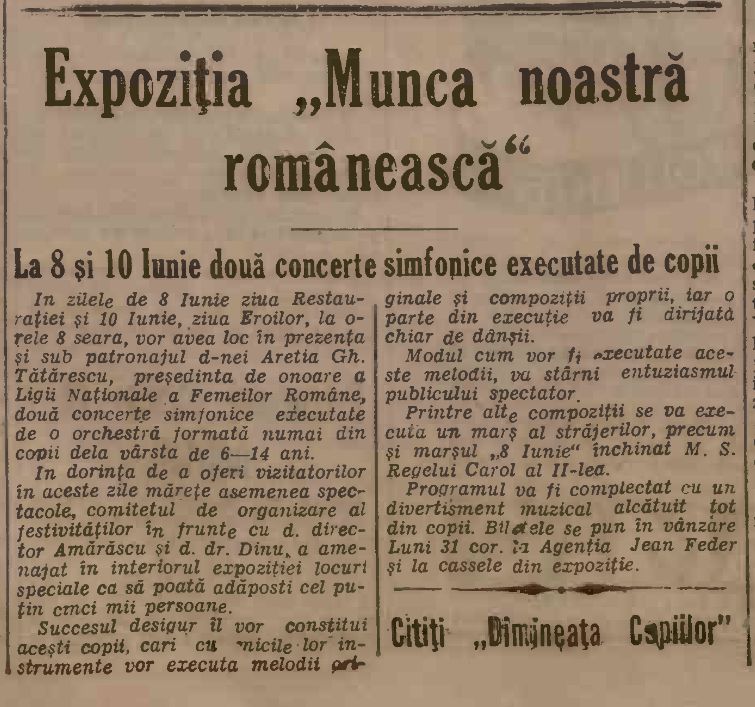 Expoziţia „Munca noastră
românească“
La 8 şi 10 Iunie două concerte simfonice executate de copii
In zilele de 8 Iunie ziua Restau-
raţiei şi 10 Iunie, ziua Eroilor, la o-
rele 8 seara, vor avea loc în prezenţa
şi sub patronajul d-nei Aretia Gh.
Tătărescu, preşedinta de onoare a
Ligii Naţionale a Femeilor Române,
două concerte simfonice executate
de o orchestră formată numai din
copii dela vârsta de 6—14 ani.
In dorinţa de a oferi vizitatorilor
în aceste zile măreţe asemenea spec-
tacole, comitetul de organizare al
festivităţilor în frunte cu d. direc-
tor Amărăscu şi d. dr. Dinu, a ame-
najat în interiorul expoziţiei locuri
speciale ca să poată adăposti cel pu-
ţin cinci mii persoane.
Succesul desigur îl vor constitui
aceşti copii, cari cu micile lor in-
strumente vor executa melodii ori-
ginale şi compoziţii proprii, iar o
parte din execuţie va fi dirijată
chiar de dânşii.
Modul cum vor fi executate ace-
ste melodii, va stârni entuziasmul
publicului spectator.
Printre alte compoziţii se va exe-
cuta un marş al străjerilor, precum
şi marşul „8 Iunie“ închinat M. S.
Regelui Carol al II-lea.
Programul va fi complectat cu un
divertisment muzical alcătuit tot
din copii. Biletele se pun în vânzare
Luni 31 cor. la Agenţia Jean Feder
şi la cassele din expoziţie.
Citiţi „Dimineaţa Copiilor”